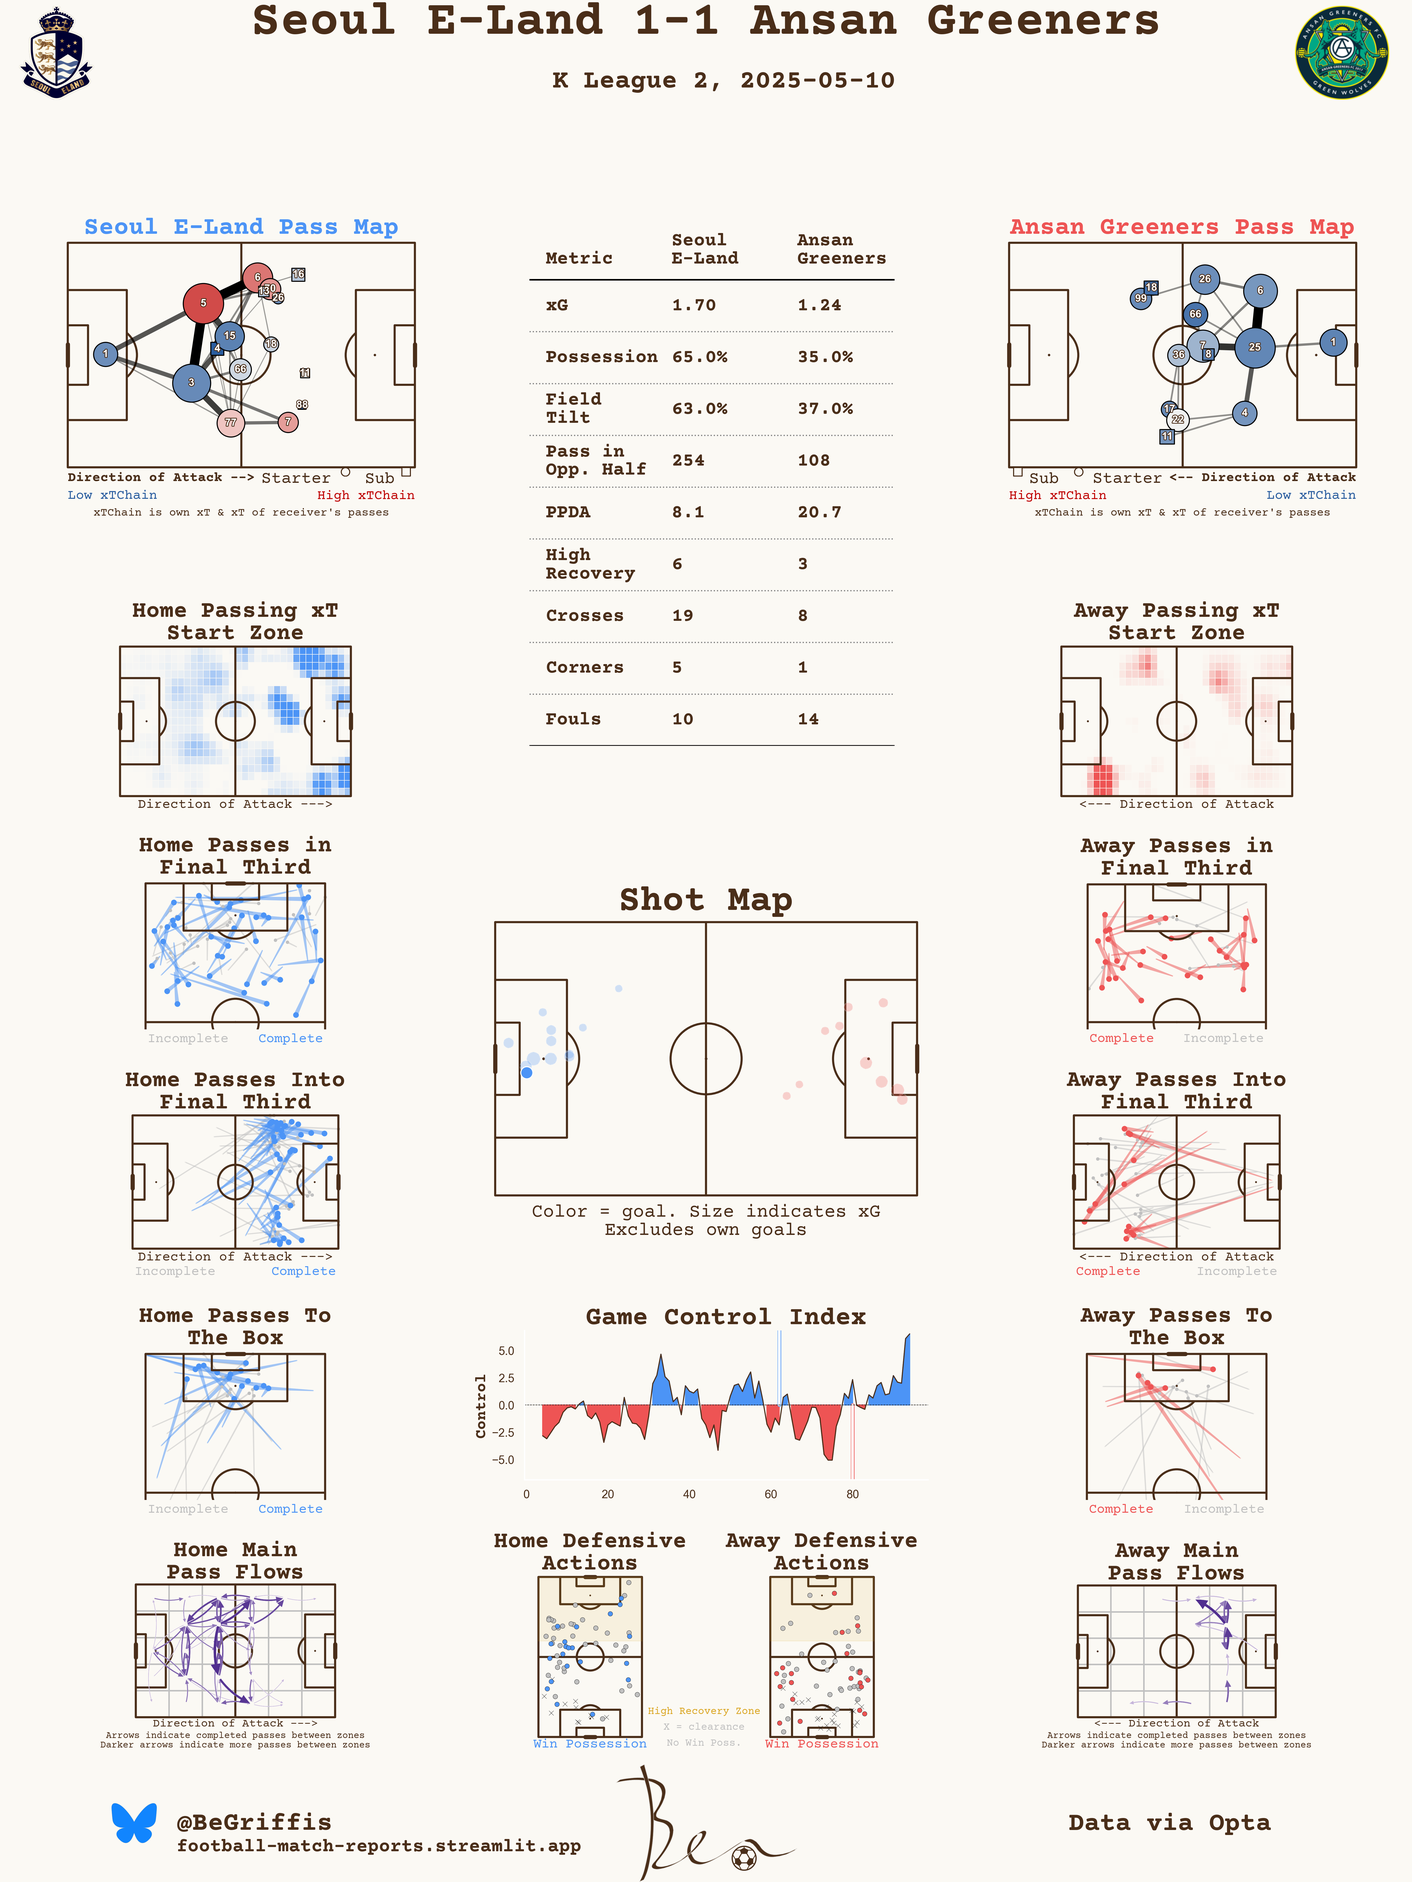 Seoul E-Land 1-1 Ansan Greeners
K League 2, 2025-05-10
SEOUL ELAND
ANSAN GREENERS FC
GREEN WOLVES
Seoul E-Land Pass Map
1
5
3
4
15
66
77
7
6
13
26
16
18
11
88
Direction of Attack --> Starter Sub
Low xTChain High xTChain
xTChain is own xT & xT of receiver's passes
Metric Seoul E-Land Ansan Greeners
xG 1.70 1.24
Possession 65.0% 35.0%
Field Tilt 63.0% 37.0%
Pass in Opp. Half 254 108
PPDA 8.1 20.7
High Recovery 6 3
Crosses 19 8
Corners 5 1
Fouls 10 14
Ansan Greeners Pass Map
99
18
26
6
66
7
8
36
25
1
17
22
11
4
Sub Starter <-- Direction of Attack
High xTChain Low xTChain
xTChain is own xT & xT of receiver's passes
Home Passing xT
Start Zone
Direction of Attack --->
Away Passing xT
Start Zone
<--- Direction of Attack
Home Passes in
Final Third
Incomplete Complete
Away Passes in
Final Third
Complete Incomplete
Shot Map
Color = goal. Size indicates xG
Excludes own goals
Home Passes Into
Final Third
Direction of Attack --->
Incomplete Complete
Away Passes Into
Final Third
<--- Direction of Attack
Complete Incomplete
Home Passes To
The Box
Incomplete Complete
Game Control Index
Control
5.0
2.5
0.0
−2.5
−5.0
0 20 40 60 80
Away Passes To
The Box
Complete Incomplete
Home Main
Pass Flows
Direction of Attack --->
Arrows indicate completed passes between zones
Darker arrows indicate more passes between zones
Home Defensive
Actions
Win Possession
High Recovery Zone
X = clearance
No Win Poss.
Away Defensive
Actions
Win Possession
Away Main
Pass Flows
<--- Direction of Attack
Arrows indicate completed passes between zones
Darker arrows indicate more passes between zones
@BeGriffis
football-match-reports.streamlit.app
Ben
Data via Opta